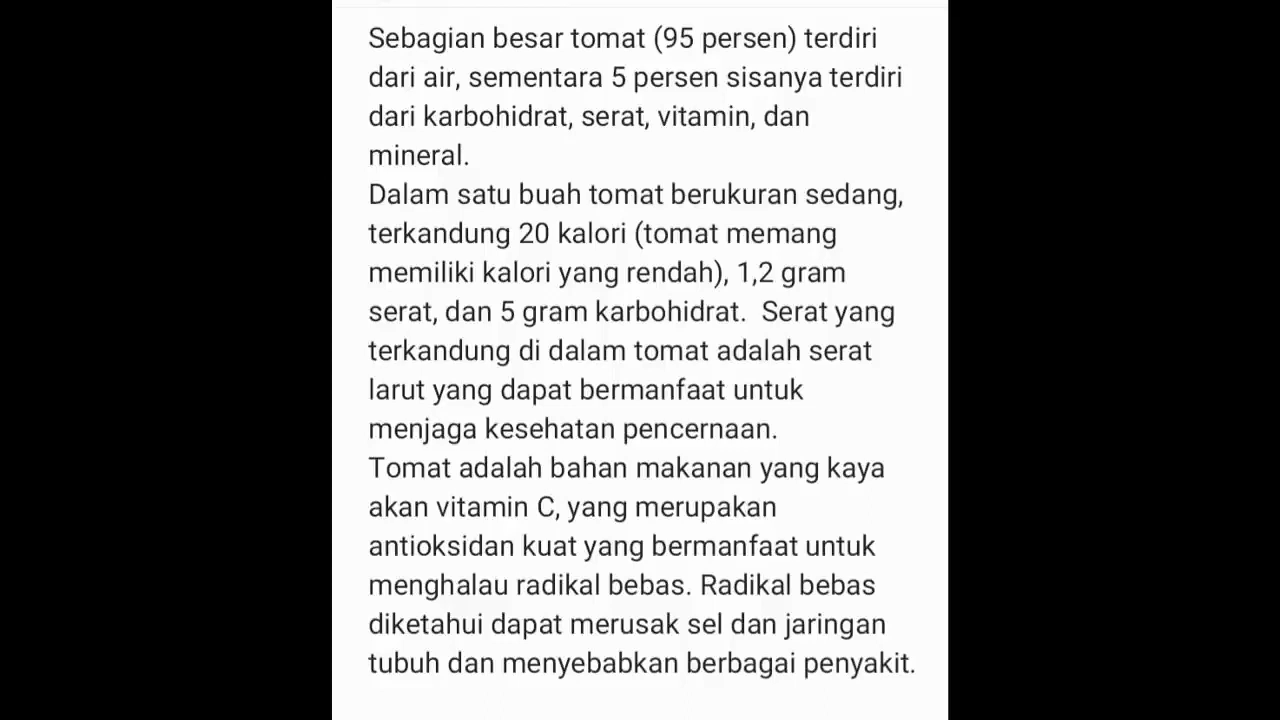 Sebagian besar tomat (95 persen) terdiri
dari air, sementara 5 persen sisanya terdiri
dari karbohidrat, serat, vitamin, dan
mineral.
Dalam satu buah tomat berukuran sedang,
terkandung 20 kalori (tomat memang
memiliki kalori yang rendah), 1,2 gram
serat, dan 5 gram karbohidrat.  Serat yang
terkandung di dalam tomat adalah serat
larut yang dapat bermanfaat untuk
menjaga kesehatan pencernaan.
Tomat adalah bahan makanan yang kaya
akan vitamin C, yang merupakan
antioksidan kuat yang bermanfaat untuk
menghalau radikal bebas. Radikal bebas
diketahui dapat merusak sel dan jaringan
tubuh dan menyebabkan berbagai penyakit.